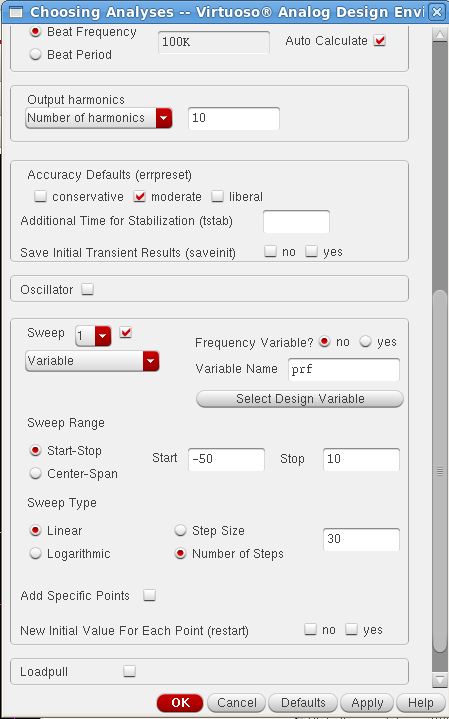 Choosing Analyses -- Virtuoso® Analog Design Envi
Beat Frequency
100K
Auto Calculate
Beat Period
Output harmonics
Number of harmonics
10
Accuracy Defaults (errpreset)
conservative
moderate
liberal
Additional Time for Stabilization (tstab)
Save Initial Transient Results (saveinit)
no
yes
Oscillator
Sweep
1
Frequency Variable?
no
yes
Variable
Variable Name
prf
Select Design Variable
Sweep Range
Start-Stop
Start
-50
Stop
10
Center-Span
Sweep Type
Linear
Step Size
30
Logarithmic
Number of Steps
Add Specific Points
New Initial Value For Each Point (restart)
no
yes
Loadpull
OK
Cancel
Defaults
Apply
Help